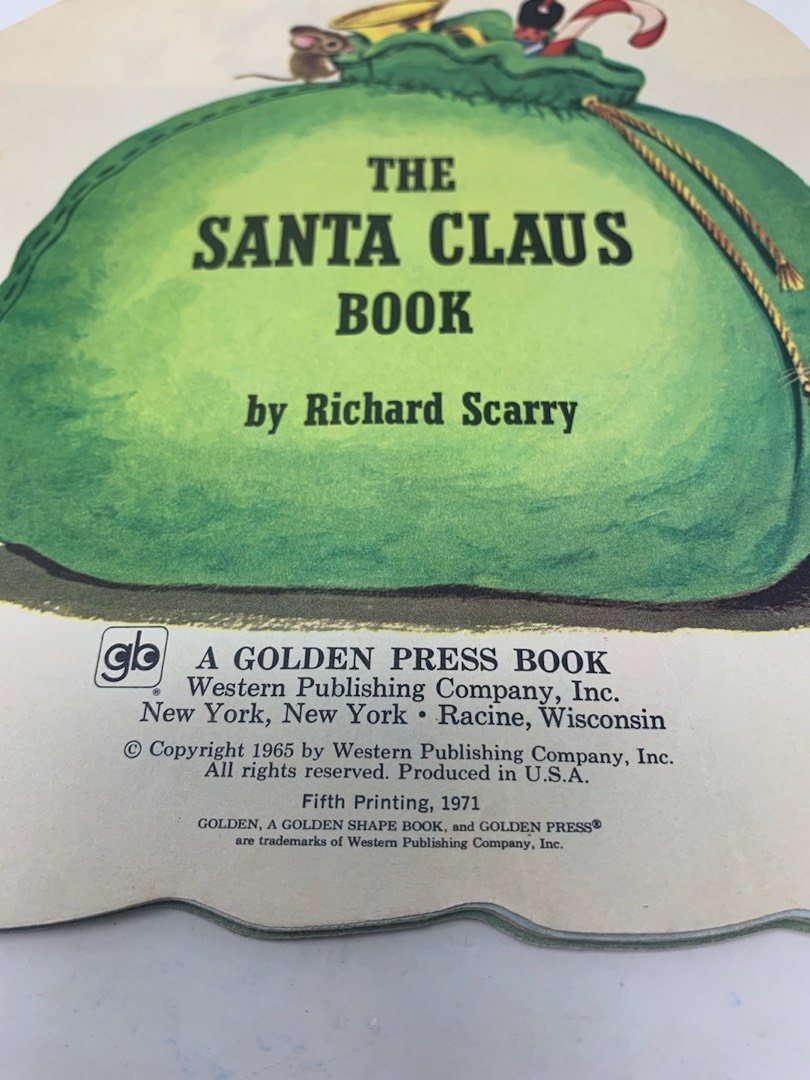 THE
SANTA CLAUS
BOOK
by Richard Scarry
gb
®
A GOLDEN PRESS BOOK
Western Publishing Company, Inc.
New York, New York • Racine, Wisconsin
© Copyright 1965 by Western Publishing Company, Inc.
All rights reserved. Produced in U.S.A.
Fifth Printing, 1971
GOLDEN, A GOLDEN SHAPE BOOK, and GOLDEN PRESS®
are trademarks of Western Publishing Company, Inc.